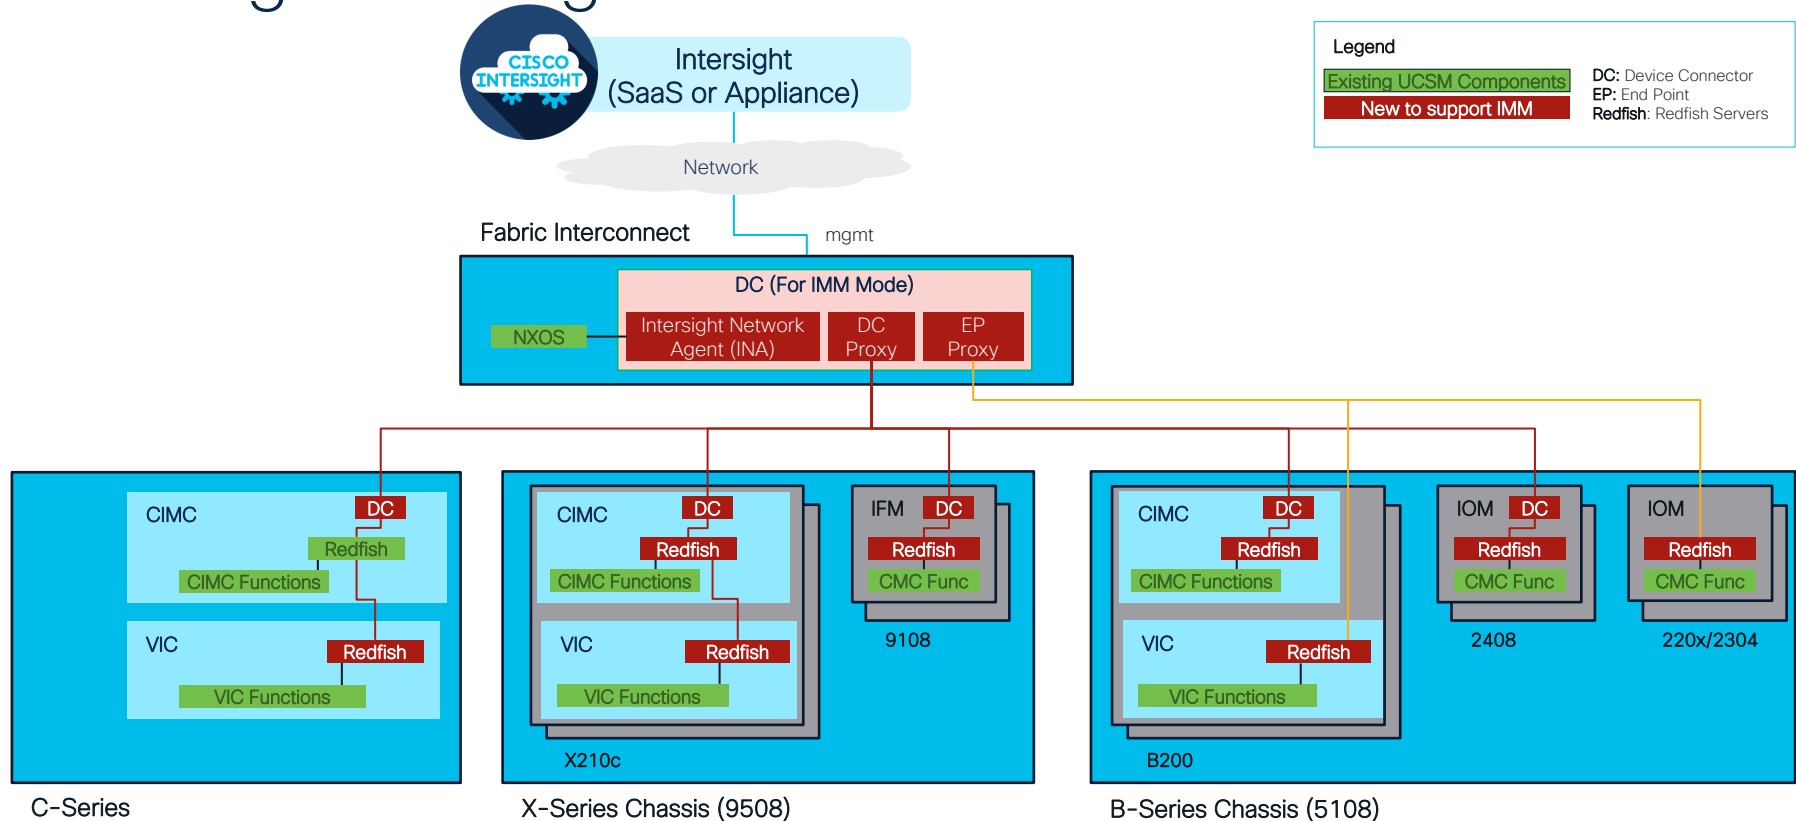 CISCO
INTERSIGHT
Intersight
(SaaS or Appliance)
Legend
Existing UCSM Components
New to support IMM
DC: Device Connector
EP: End Point
Redfish: Redfish Servers
Network
Fabric Interconnect
mgmt
DC (For IMM Mode)
NXOS
Intersight Network
Agent (INA)
DC
Proxy
EP
Proxy
CIMC
DC
Redfish
CIMC Functions
VIC
Redfish
VIC Functions
C-Series
CIMC
DC
Redfish
CIMC Functions
VIC
Redfish
VIC Functions
X210c
IFM
DC
Redfish
CMC Func
9108
X-Series Chassis (9508)
CIMC
DC
Redfish
CIMC Functions
VIC
Redfish
VIC Functions
B200
IOM
DC
Redfish
CMC Func
2408
IOM
Redfish
CMC Func
220x/2304
B-Series Chassis (5108)